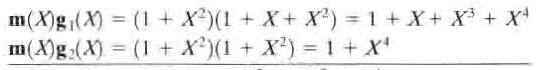 m(X)g₁(X) = (1 + X²)(1 + X + X²) = 1 + X + X³ + X⁴
m(X)g₂(X) = (1 + X²)(1 + X²) = 1 + X⁴